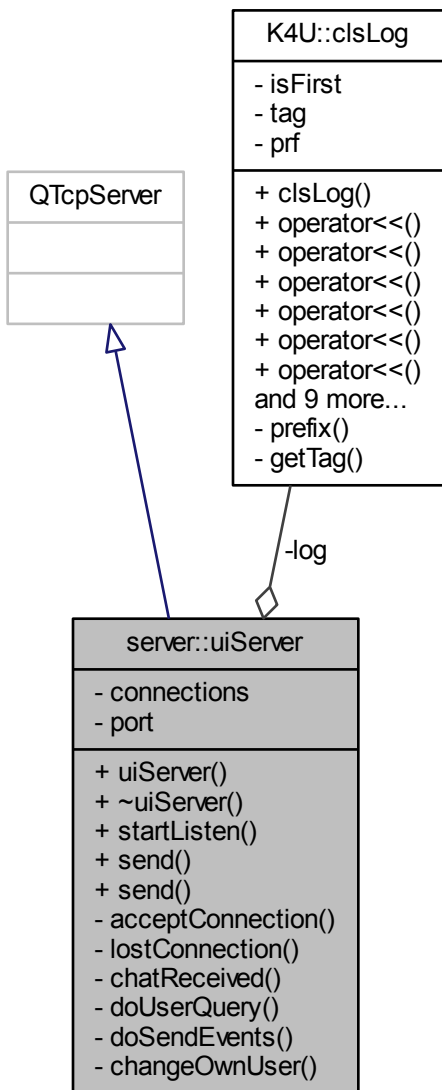 K4U::clsLog
- isFirst
- tag
- prf
+ clsLog()
+ operator<<()
+ operator<<()
+ operator<<()
+ operator<<()
+ operator<<()
+ operator<<()
and 9 more...
- prefix()
- getTag()
QTcpServer
-log
server::uiServer
- connections
- port
+ uiServer()
+ ~uiServer()
+ startListen()
+ send()
+ send()
- acceptConnection()
- lostConnection()
- chatReceived()
- doUserQuery()
- doSendEvents()
- changeOwnUser()